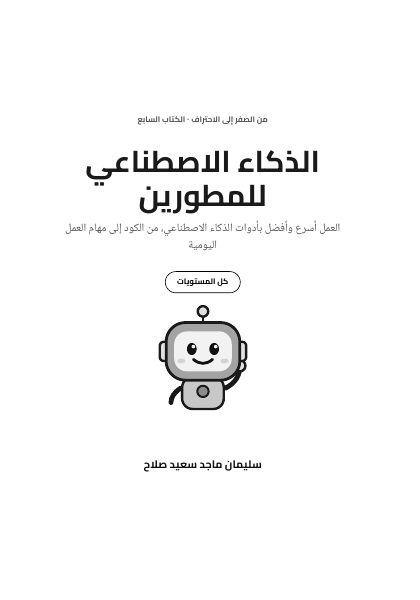 من الصفر إلى الاحتراف · الكتاب السابع
الذكاء الاصطناعي
للمطورين
العمل أسرع وأفضل بأدوات الذكاء الاصطناعي، من الكود إلى مهام العمل
اليومية
كل المستويات
سليمان ماجد سعيد صلاح